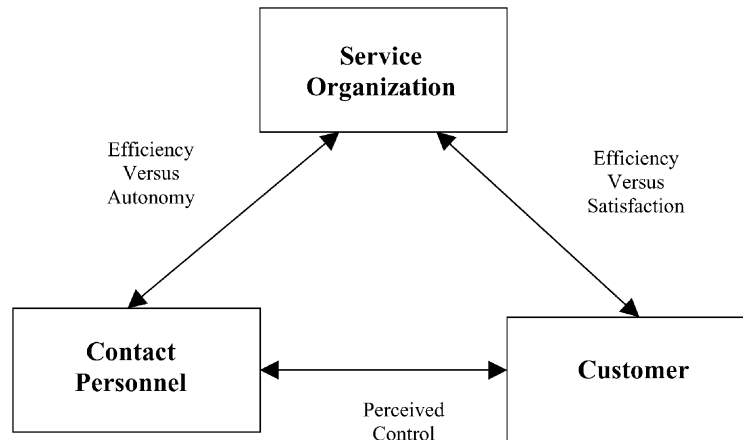 Service
Organization
Efficiency
Versus
Autonomy
Efficiency
Versus
Satisfaction
Contact
Personnel
Customer
Perceived
Control